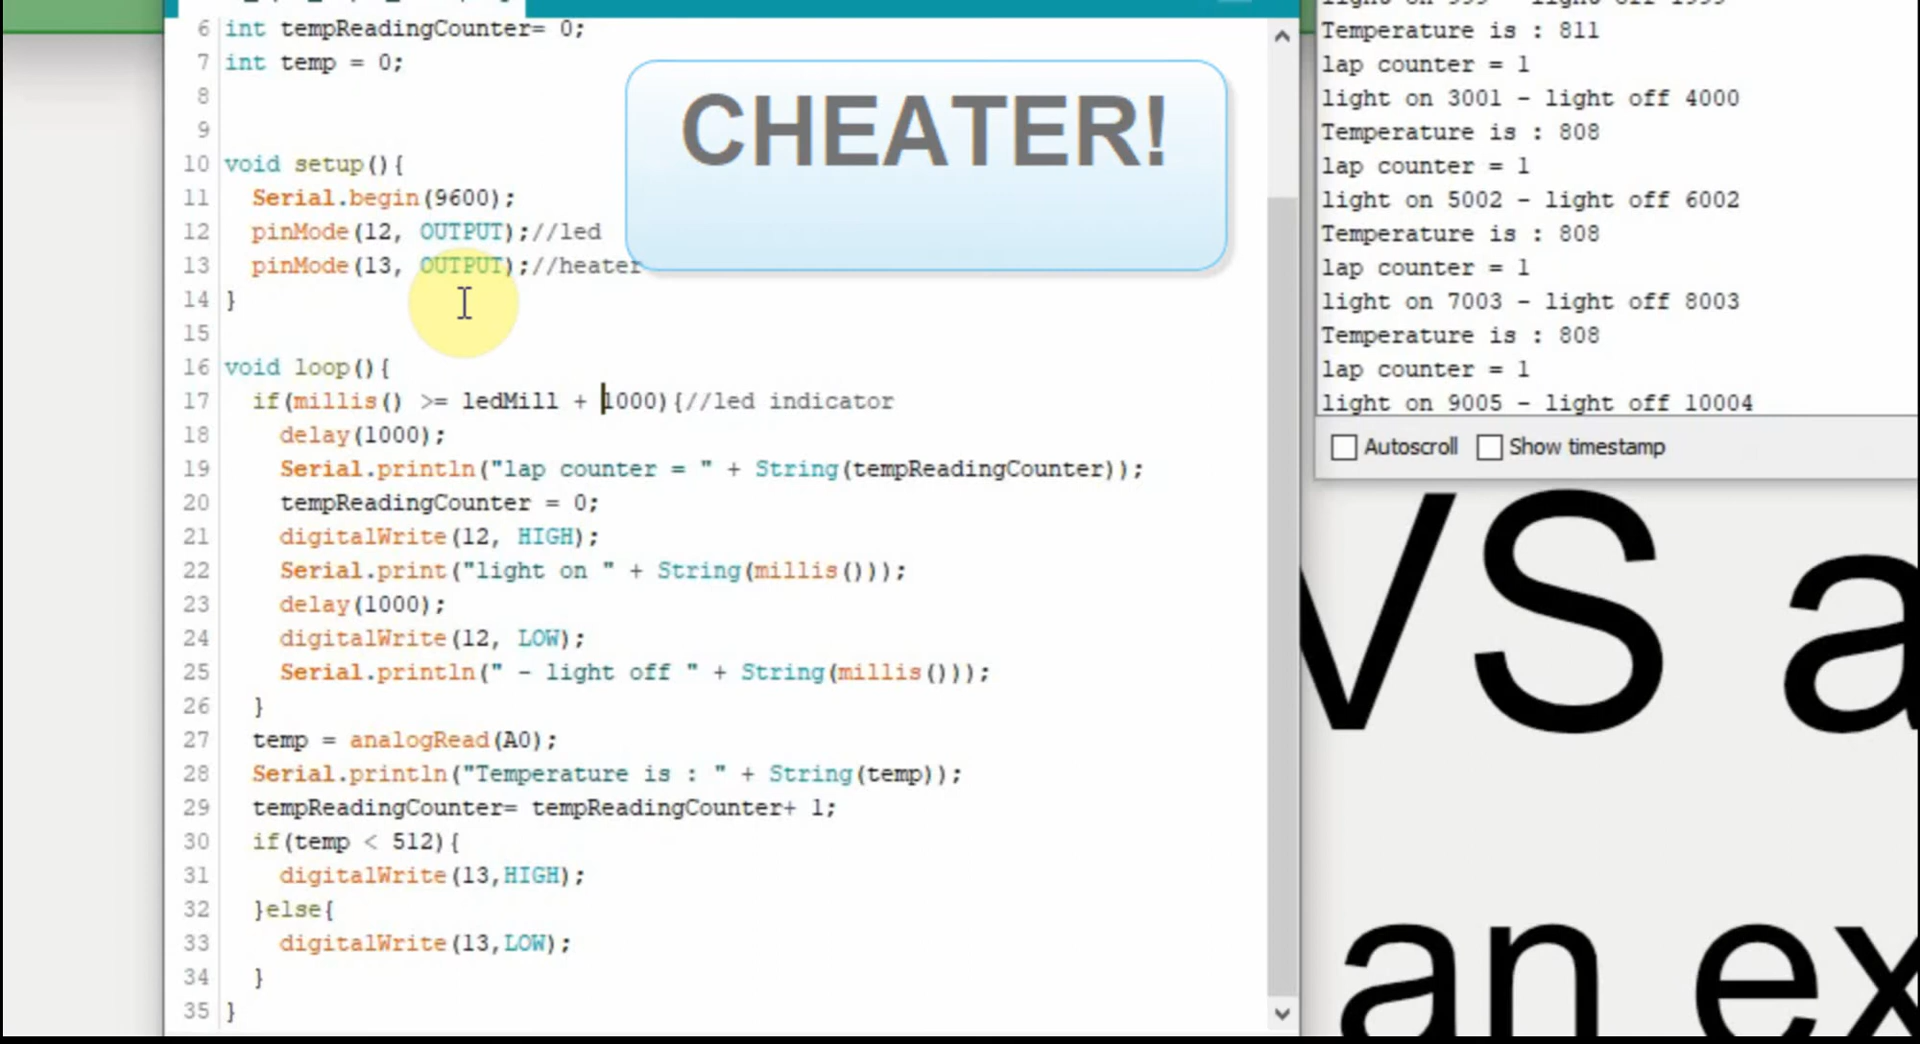 6 int tempReadingCounter= 0;
7 int temp = 0;
8
9
10 void setup(){
11 Serial.begin(9600);
12 pinMode(12, OUTPUT);//led
13 pinMode(13, OUTPUT);//heater
14 }
15
16 void loop(){
17 if(millis() >= ledMill + 1000){//led indicator
18 delay(1000);
19 Serial.println("lap counter = " + String(tempReadingCounter));
20 tempReadingCounter = 0;
21 digitalWrite(12, HIGH);
22 Serial.print("light on " + String(millis()));
23 delay(1000);
24 digitalWrite(12, LOW);
25 Serial.println(" - light off " + String(millis()));
26 }
27 temp = analogRead(A0);
28 Serial.println("Temperature is : " + String(temp));
29 tempReadingCounter= tempReadingCounter+ 1;
30 if(temp < 512){
31 digitalWrite(13,HIGH);
32 }else{
33 digitalWrite(13,LOW);
34 }
35 }
CHEATER!
light on 999 - light off 1999
Temperature is : 811
lap counter = 1
light on 3001 - light off 4000
Temperature is : 808
lap counter = 1
light on 5002 - light off 6002
Temperature is : 808
lap counter = 1
light on 7003 - light off 8003
Temperature is : 808
lap counter = 1
light on 9005 - light off 10004
Autoscroll Show timestamp
VS a
an ex